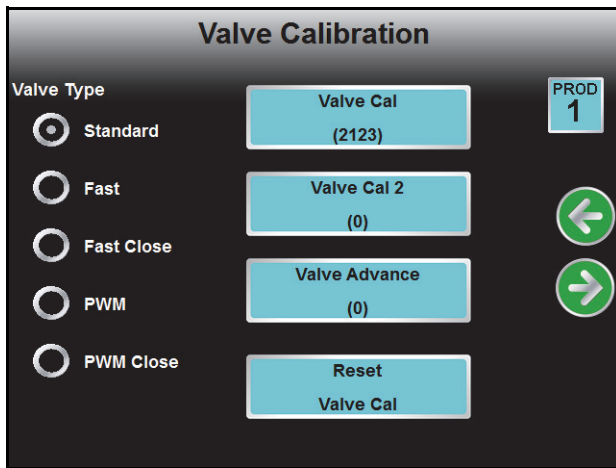 Valve Calibration
Valve Type
Standard
Fast
Fast Close
PWM
PWM Close
Valve Cal
(2123)
Valve Cal 2
(0)
Valve Advance
(0)
Reset
Valve Cal
PROD
1